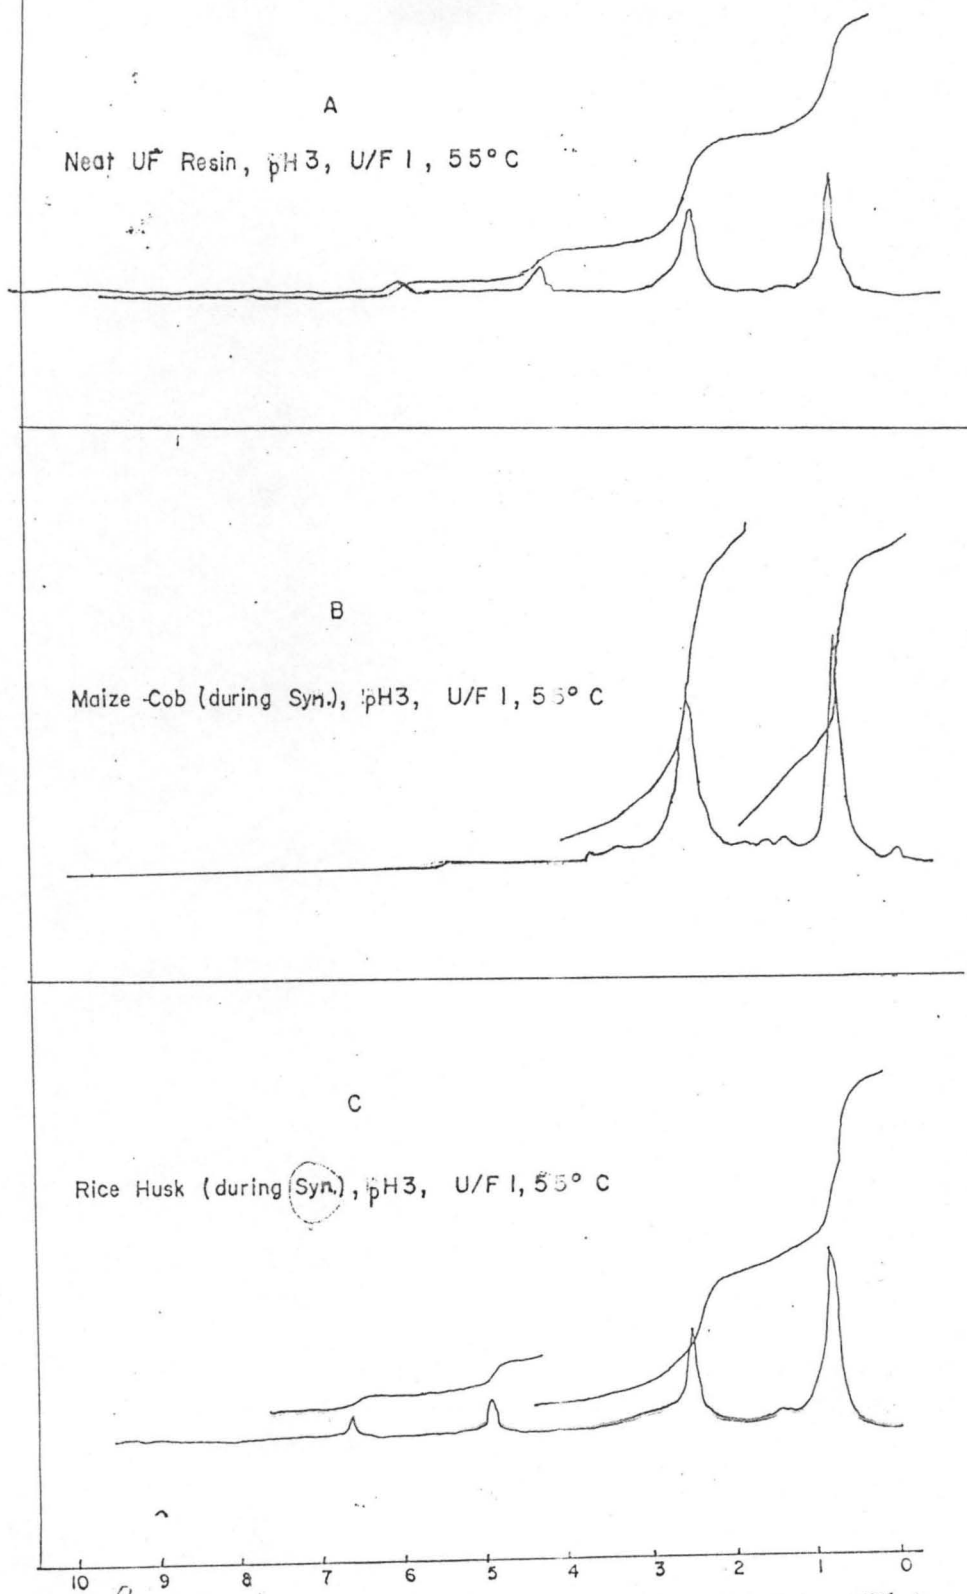 A
Neat UF Resin, pH3, U/F 1, 55°C
B
Maize-Cob (during Syn.), pH3, U/F 1, 55°C
C
Rice Husk (during Syn.), pH3, U/F 1, 55°C
10 9 8 7 6 5 4 3 2 1 0